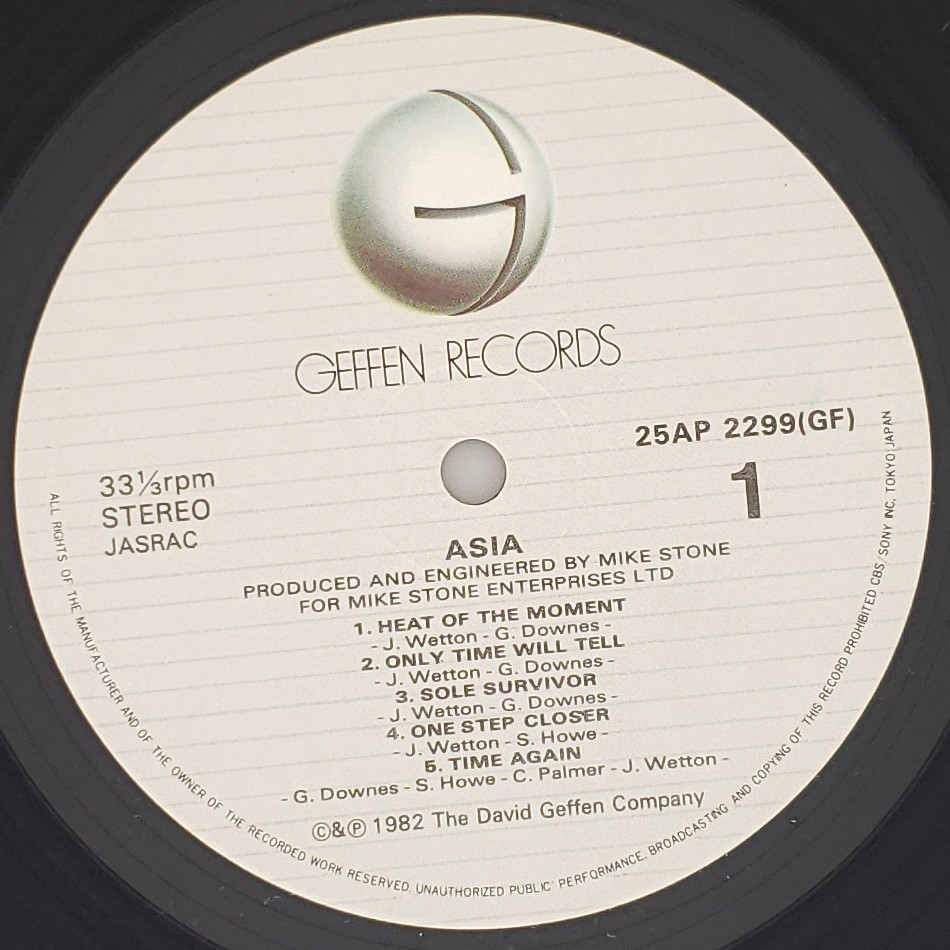 GEFFEN RECORDS
25AP 2299(GF)
1
33⅓rpm
STEREO
JASRAC
ASIA
PRODUCED AND ENGINEERED BY MIKE STONE
FOR MIKE STONE ENTERPRISES LTD
1. HEAT OF THE MOMENT
- J. Wetton - G. Downes -
2. ONLY TIME WILL TELL
- J. Wetton - G. Downes -
3. SOLE SURVIVOR
- J. Wetton - G. Downes -
4. ONE STEP CLOSER
- J. Wetton - S. Howe -
5. TIME AGAIN
- G. Downes - S. Howe - C. Palmer - J. Wetton -
©&℗ 1982 The David Geffen Company
ALL RIGHTS OF THE MANUFACTURER AND OF THE OWNER OF THE RECORDED WORK RESERVED. UNAUTHORIZED PUBLIC PERFORMANCE, BROADCASTING AND COPYING OF THIS RECORD PROHIBITED CBS/SONY INC. TOKYO JAPAN